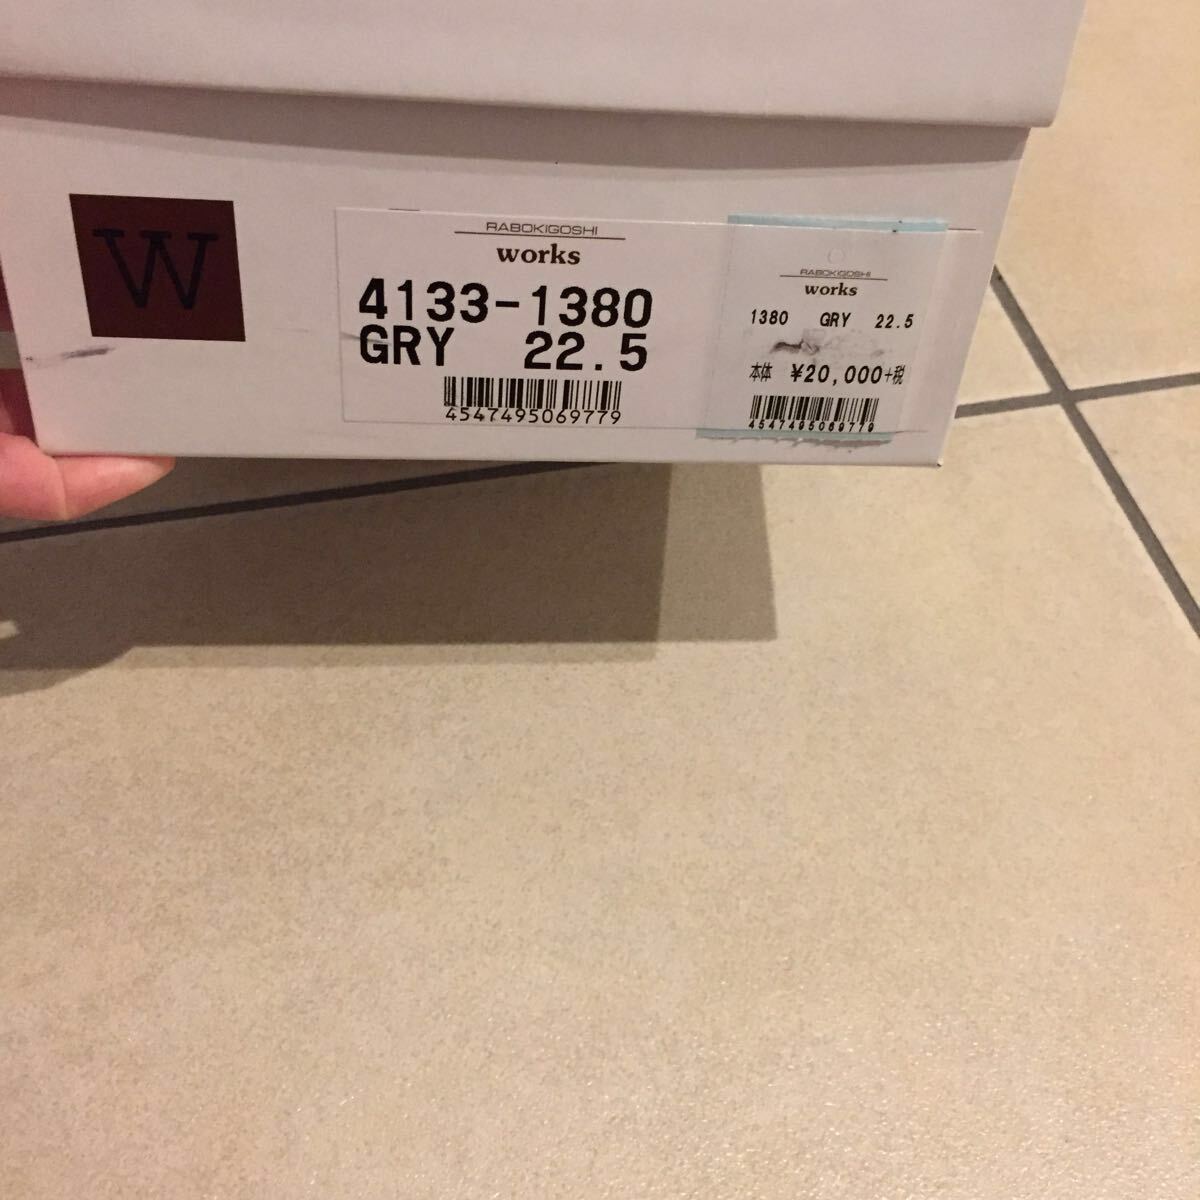 W
RABOKIGOSHI
works
4133-1380
GRY 22.5
4547495069779
RABOKIGOSHI
works
1380 GRY 22.5
本体 ¥20,000+税
4547495069779